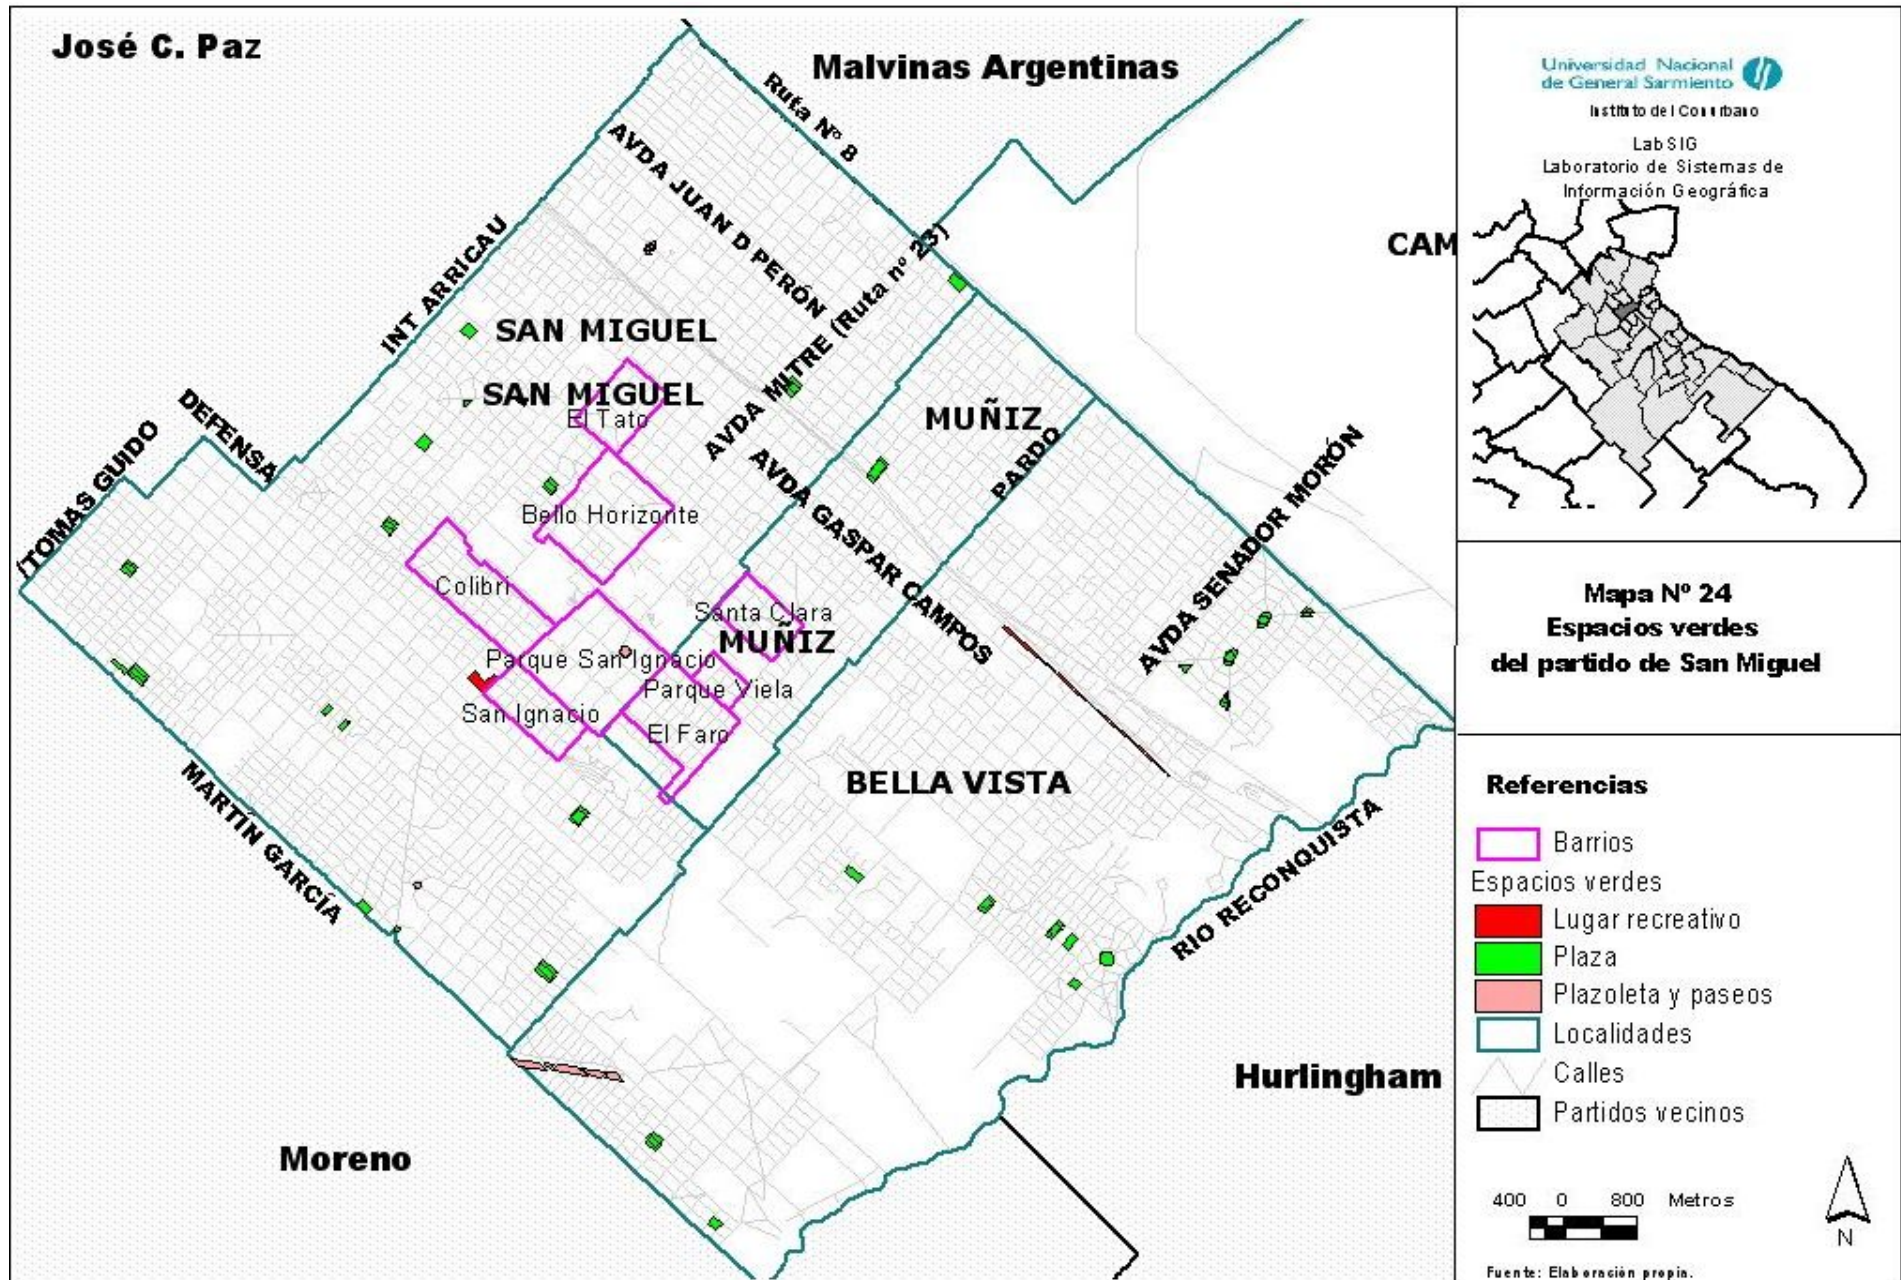 José C. Paz
Malvinas Argentinas
Ruta Nº 8
AVDA JUAN D PERÓN
INT ARRICAU
AVDA MITRE (Ruta nº 23)
CAM
SAN MIGUEL
SAN MIGUEL
El Tato
MUÑIZ
PARDO
DEFENSA
(TOMAS GUIDO
AVDA GASPAR CAMPOS
AVDA SENADOR MORÓN
Bello Horizonte
Colibri
Santa Clara
MUÑIZ
Parque San Ignacio
Parque Viela
San Ignacio
El Faro
BELLA VISTA
MARTÍN GARCÍA
RIO RECONQUISTA
Hurlingham
Moreno
Universidad Nacional
de General Sarmiento
Instituto del Conurbano
LabSIG
Laboratorio de Sistemas de
Información Geográfica
Mapa Nº 24
Espacios verdes
del partido de San Miguel
Referencias
Barrios
Espacios verdes
Lugar recreativo
Plaza
Plazoleta y paseos
Localidades
Calles
Partidos vecinos
400 0 800 Metros
N
Fuente: Elaboración propia.